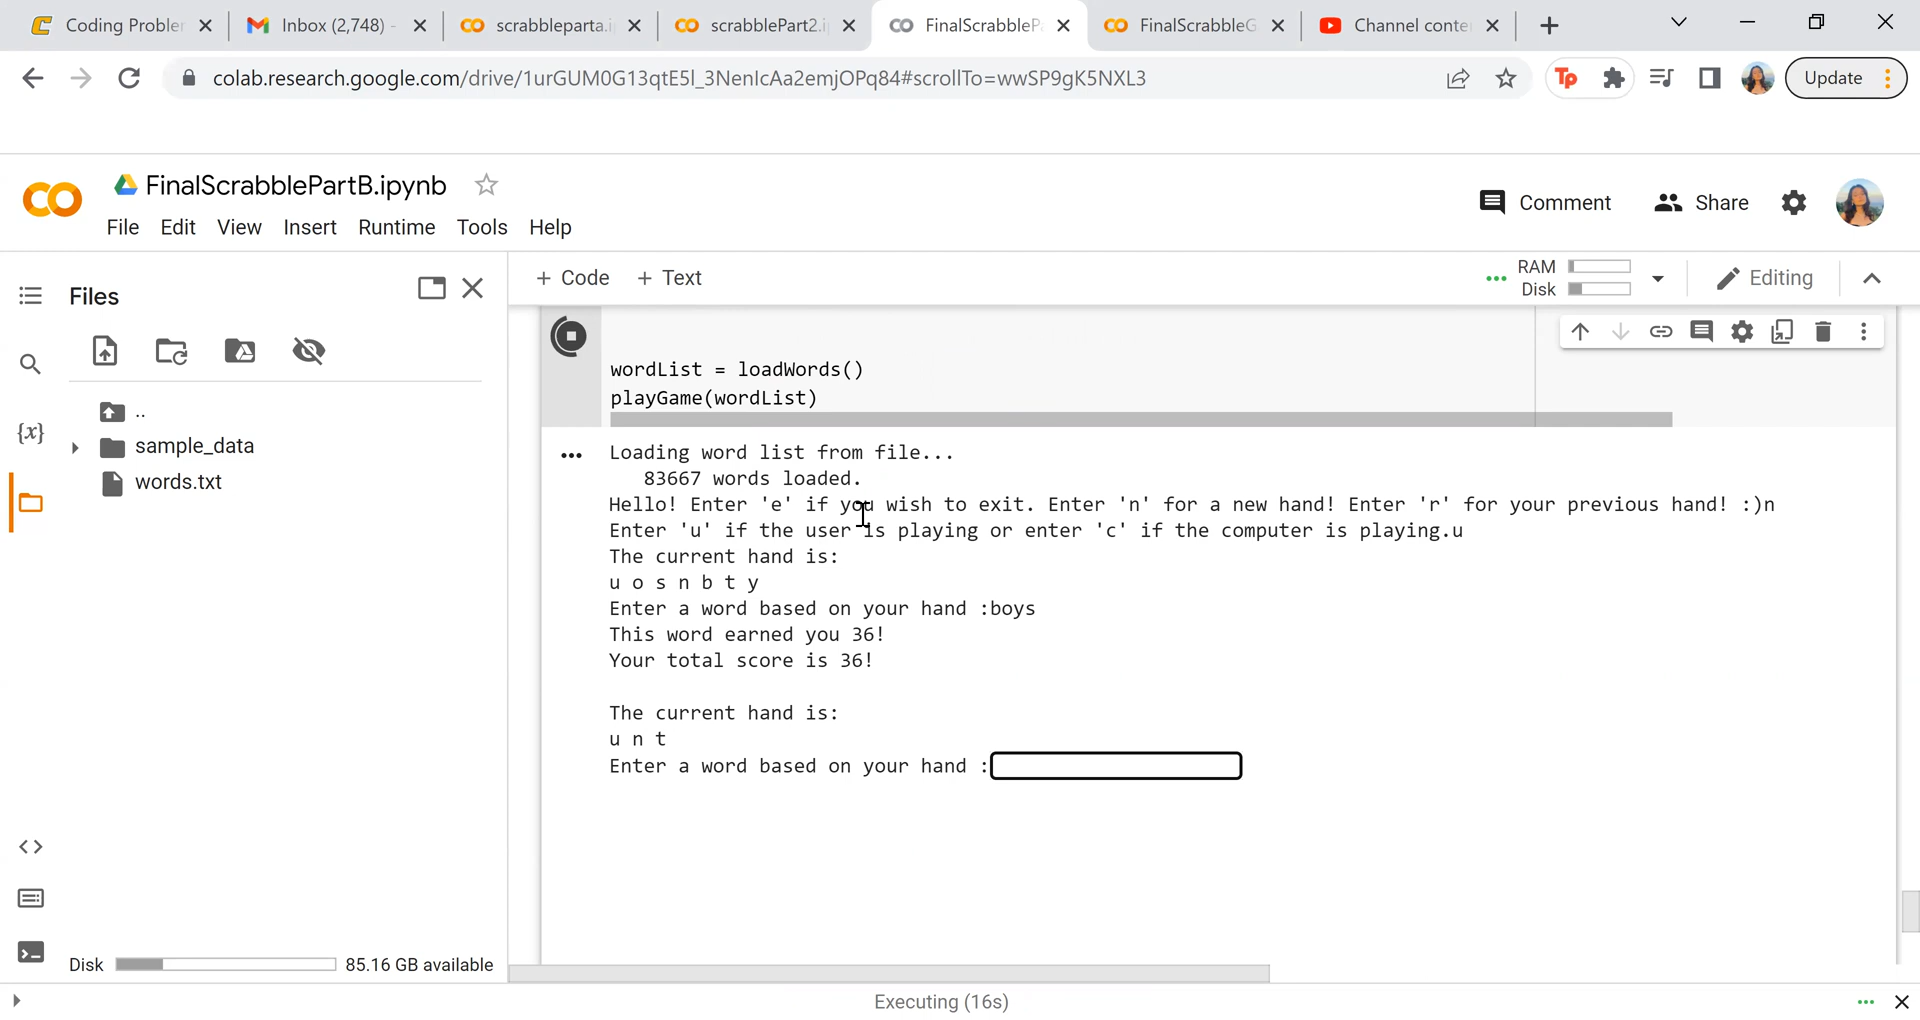 Coding Probler
Inbox (2,748) -
scrabbleparta.i
scrabblePart2.i
FinalScrabbleP
FinalScrabbleG
Channel conte
colab.research.google.com/drive/1urGUM0G13qtE5l_3NenIcAa2emjOPq84#scrollTo=wwSP9gK5NXL3
Tp
Update
CO
FinalScrabblePartB.ipynb
File Edit View Insert Runtime Tools Help
Comment
Share
Files
+ Code + Text
RAM
Disk
Editing
{x}
..
sample_data
words.txt
wordList = loadWords()
playGame(wordList)
Loading word list from file...
83667 words loaded.
Hello! Enter 'e' if you wish to exit. Enter 'n' for a new hand! Enter 'r' for your previous hand! :)n
Enter 'u' if the user is playing or enter 'c' if the computer is playing.u
The current hand is:
u o s n b t y
Enter a word based on your hand :boys
This word earned you 36!
Your total score is 36!
The current hand is:
u n t
Enter a word based on your hand :
Disk 85.16 GB available
Executing (16s)